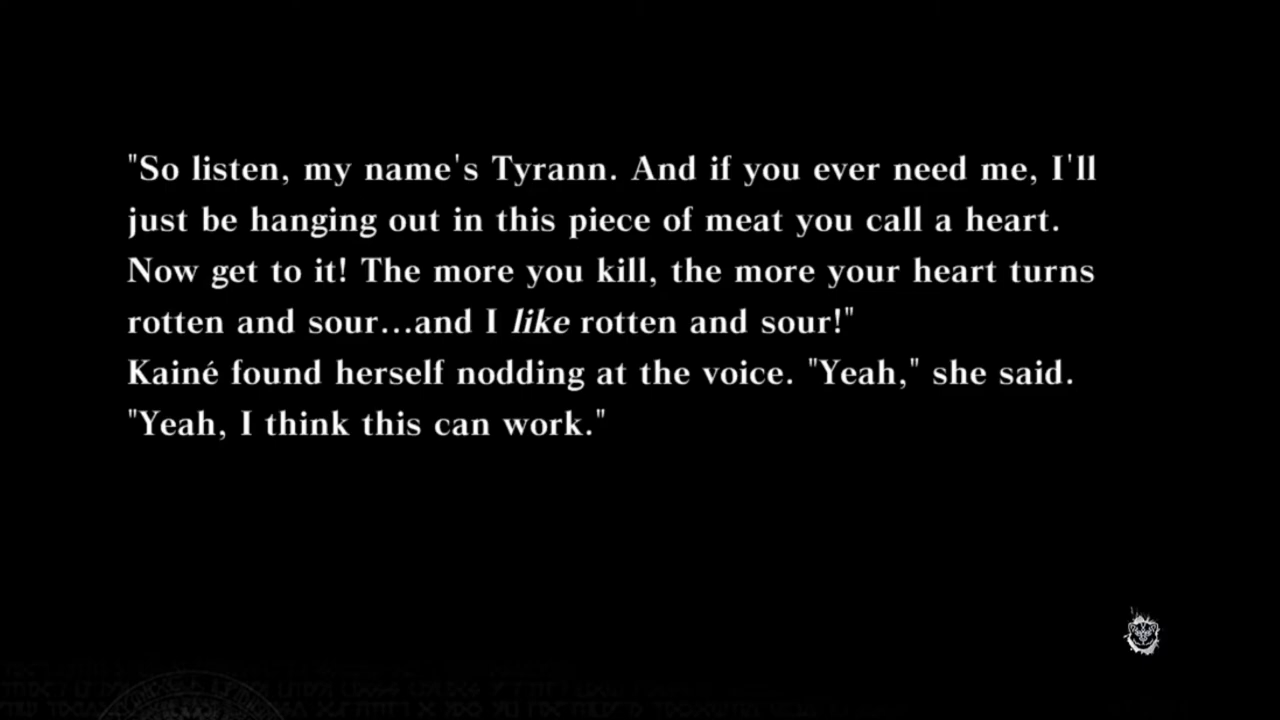 "So listen, my name's Tyrann. And if you ever need me, I'll
just be hanging out in this piece of meat you call a heart.
Now get to it! The more you kill, the more your heart turns
rotten and sour...and I like rotten and sour!"
Kainé found herself nodding at the voice. "Yeah," she said.
"Yeah, I think this can work."